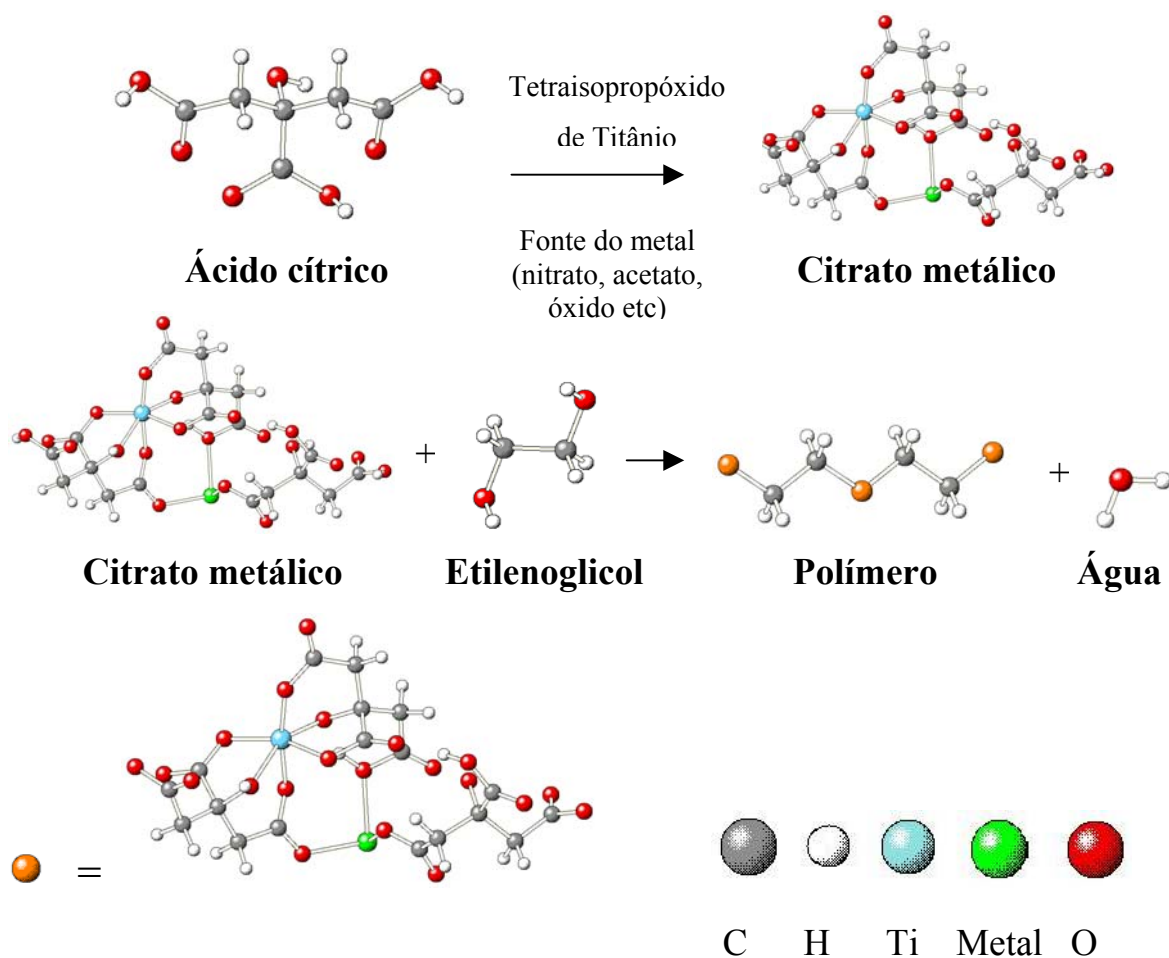 Tetraisopropóxido
de Titânio
Fonte do metal
(nitrato, acetato,
óxido etc)
Ácido cítrico
Citrato metálico
+
+
Citrato metálico
Etilenoglicol
Polímero
Água
=
C H Ti Metal O